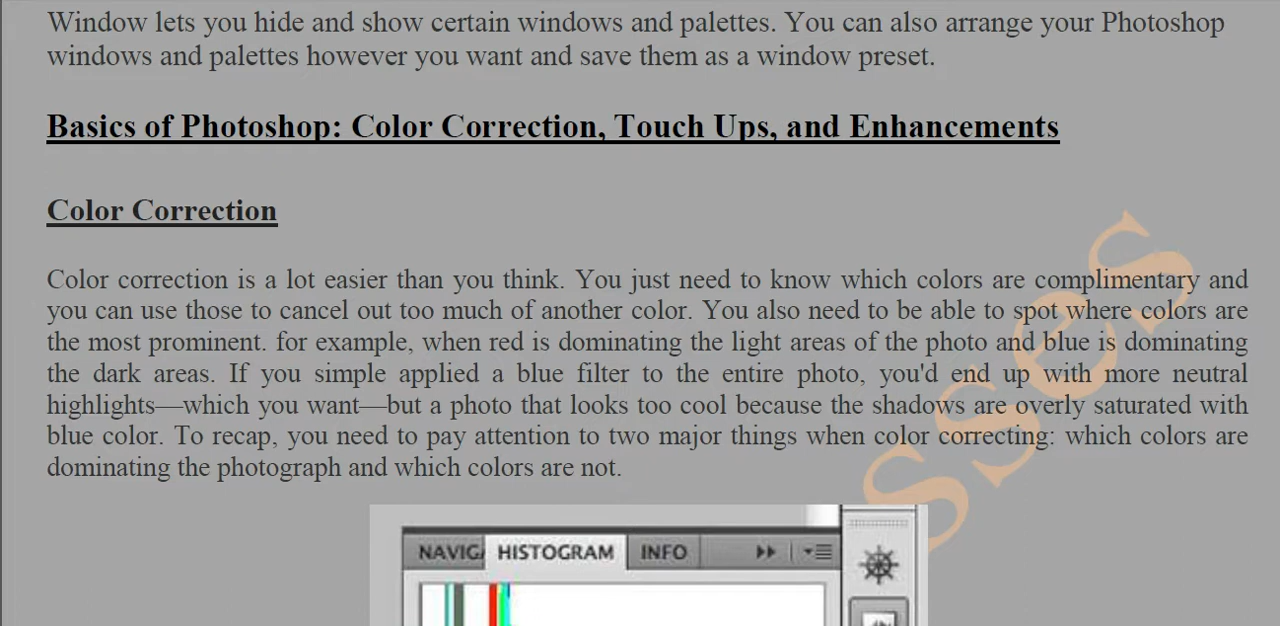 Window lets you hide and show certain windows and palettes. You can also arrange your Photoshop
windows and palettes however you want and save them as a window preset.
Basics of Photoshop: Color Correction, Touch Ups, and Enhancements
Color Correction
Color correction is a lot easier than you think. You just need to know which colors are complimentary and
you can use those to cancel out too much of another color. You also need to be able to spot where colors are
the most prominent. for example, when red is dominating the light areas of the photo and blue is dominating
the dark areas. If you simple applied a blue filter to the entire photo, you'd end up with more neutral
highlights—which you want—but a photo that looks too cool because the shadows are overly saturated with
blue color. To recap, you need to pay attention to two major things when color correcting: which colors are
dominating the photograph and which colors are not.
sses
NAVIGA HISTOGRAM INFO